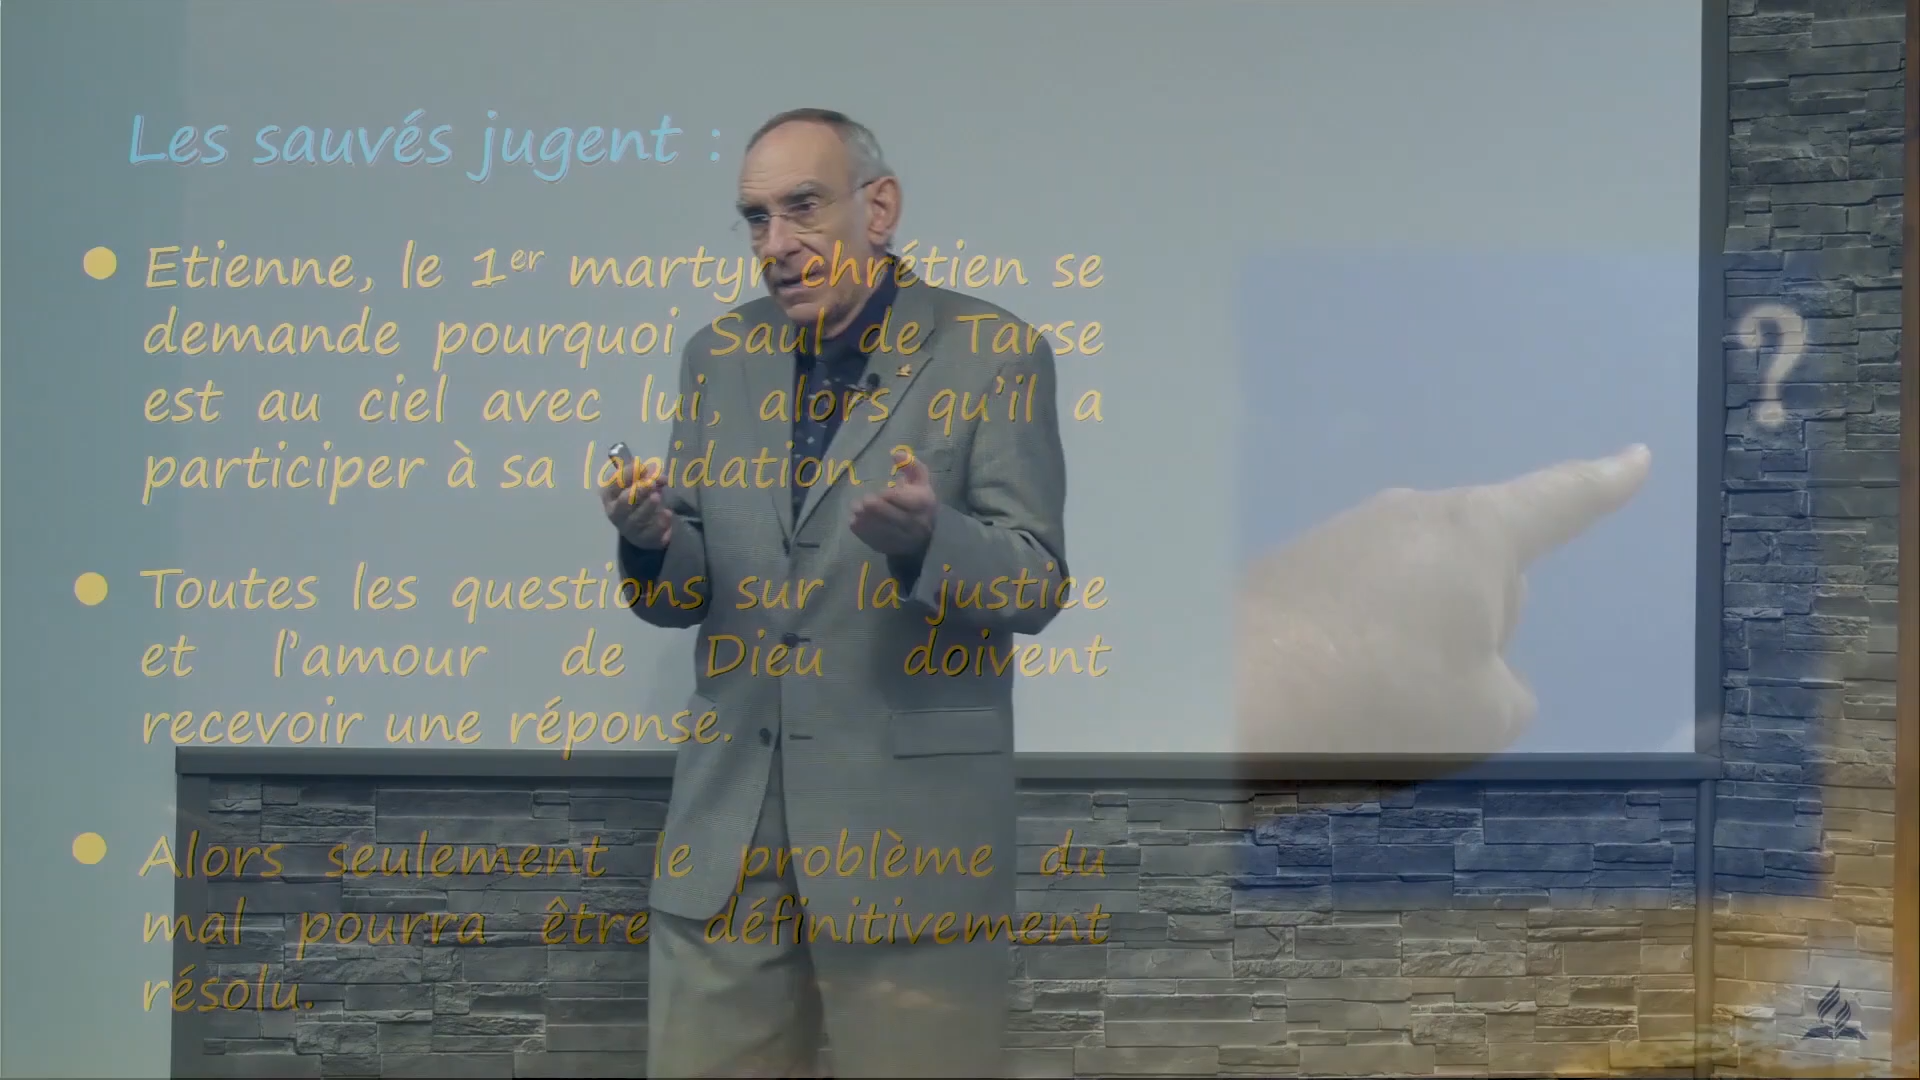 Les sauvés jugent :
Etienne, le 1er martyr chrétien se
demande pourquoi Saul de Tarse
est au ciel avec lui, alors qu'il a
participer à sa lapidation ?
Toutes les questions sur la justice
et l'amour de Dieu doivent
recevoir une réponse.
Alors seulement le problème du
mal pourra être définitivement
résolu.
?